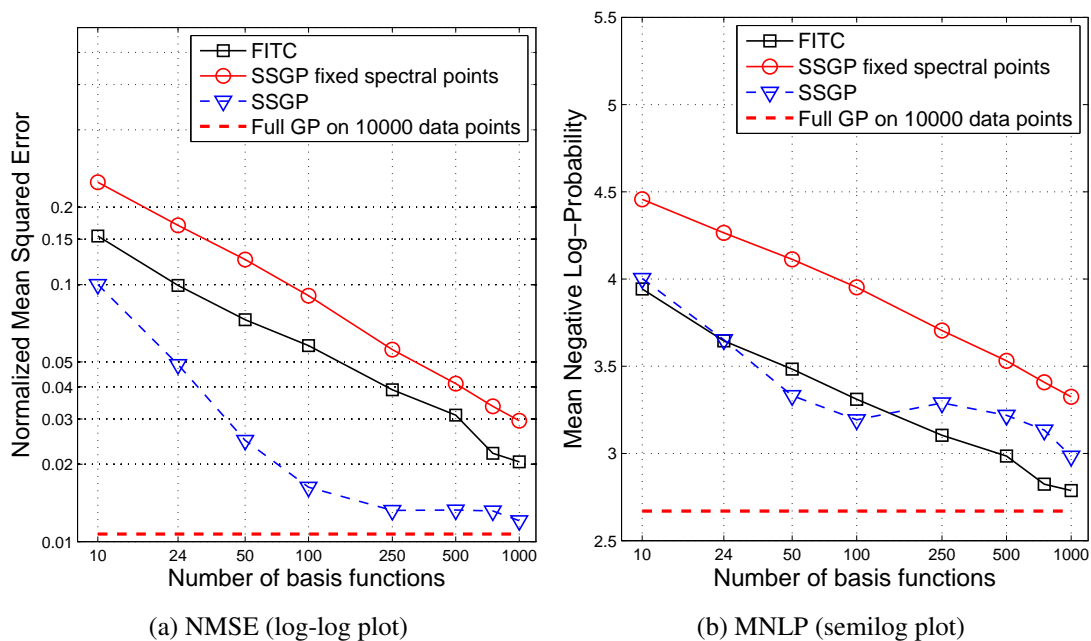 FITC
SSGP fixed spectral points
SSGP
Full GP on 10000 data points
Normalized Mean Squared Error
0.2
0.15
0.1
0.05
0.04
0.03
0.02
0.01
10 24 50 100 250 500 1000
Number of basis functions
(a) NMSE (log-log plot)
FITC
SSGP fixed spectral points
SSGP
Full GP on 10000 data points
Mean Negative Log−Probability
5.5
5
4.5
4
3.5
3
2.5
10 24 50 100 250 500 1000
Number of basis functions
(b) MNLP (semilog plot)